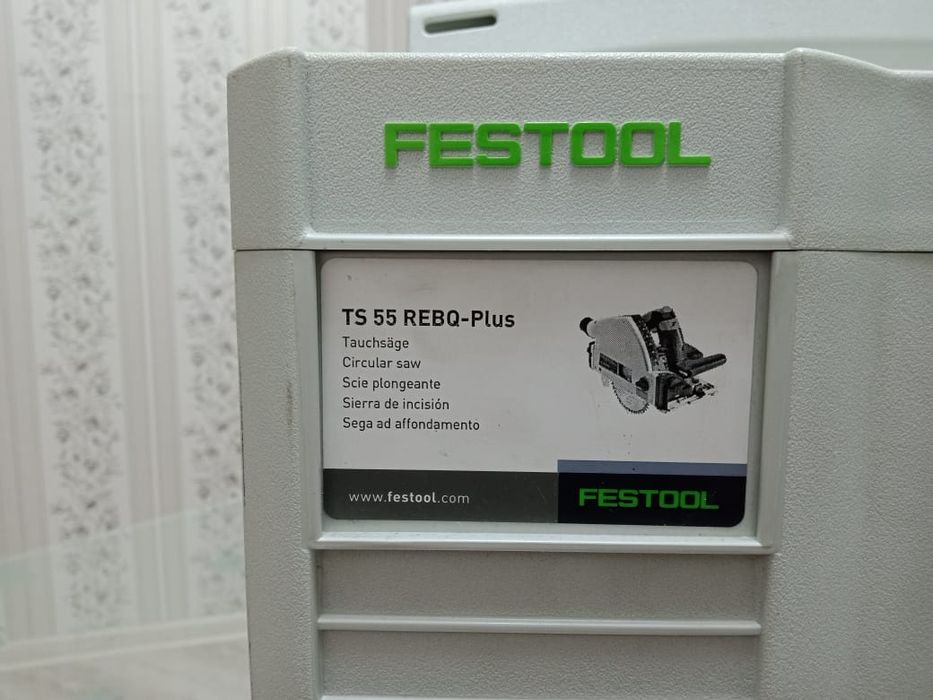 FESTOOL
TS 55 REBQ-Plus
Tauchsäge
Circular saw
Scie plongeante
Sierra de incisión
Sega ad affondamento
www.festool.com
FESTOOL